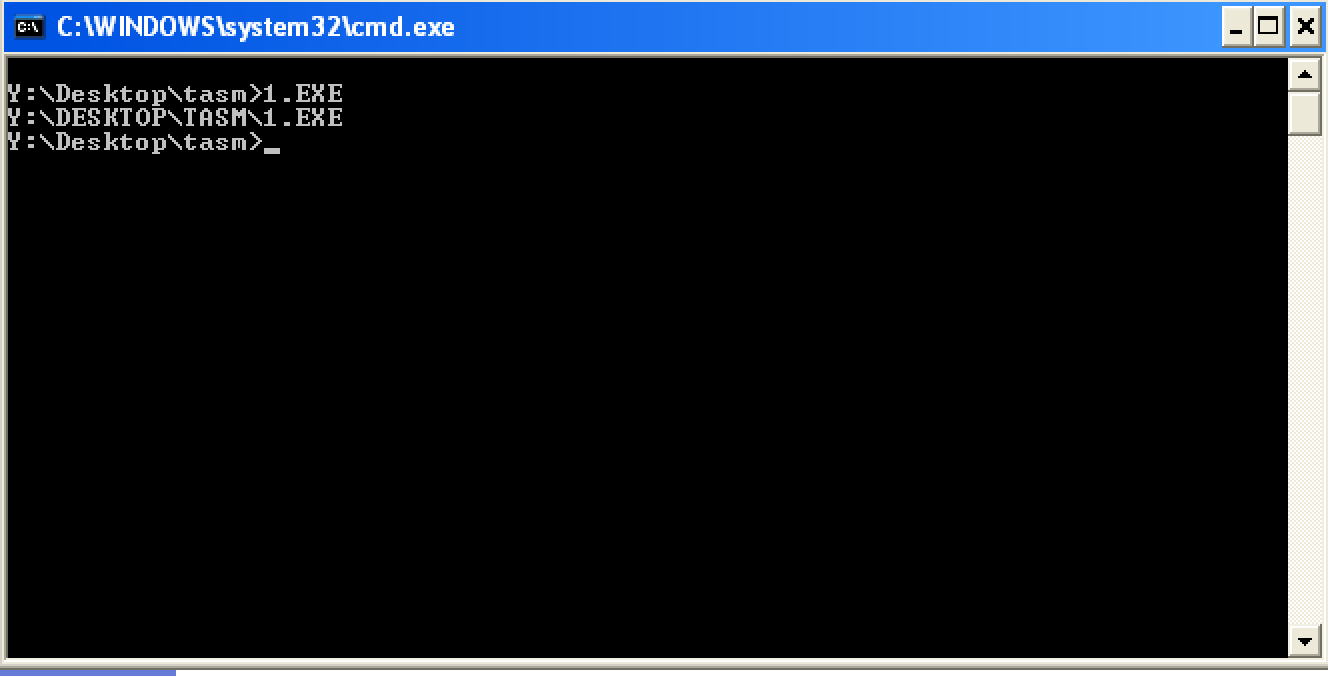 C:\WINDOWS\system32\cmd.exe
Y:\Desktop\tasm>1.EXE
Y:\DESKTOP\TASM\1.EXE
Y:\Desktop\tasm>_